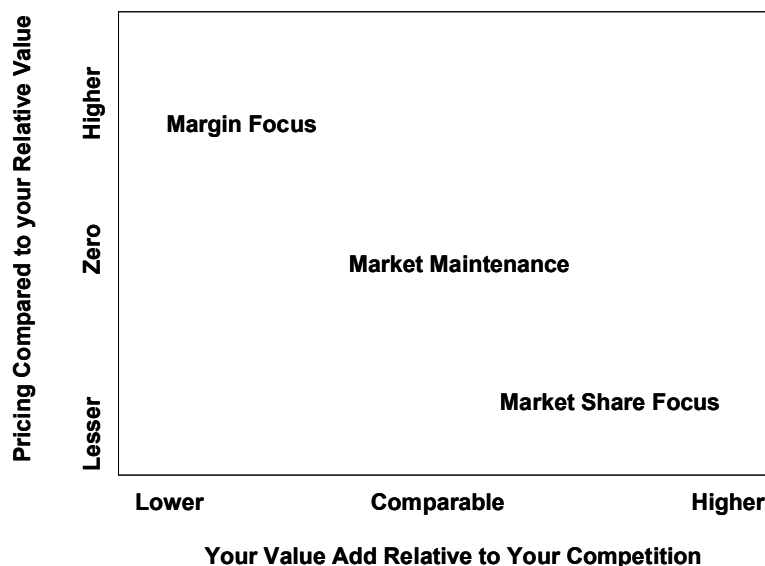 Pricing Compared to your Relative Value
Higher
Zero
Lesser
Margin Focus
Market Maintenance
Market Share Focus
Lower
Comparable
Higher
Your Value Add Relative to Your Competition